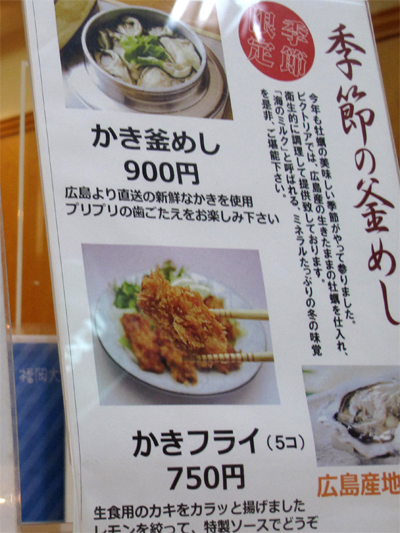 季節の釜めし
季節
限定
今年も牡蠣の美味しい季節がやって参りました。
ビクトリアでは、広島産の生きたままの牡蠣を仕入れ、
衛生的に調理して提供致しております。
「海のミルク」と呼ばれる、ミネラルたっぷりの冬の味覚
を是非、ご堪能下さい。
かき釜めし
900円
広島より直送の新鮮なかきを使用
プリプリの歯ごたえをお楽しみ下さい
かきフライ(5コ)
750円
生食用のカキをカラッと揚げました
レモンを絞って、特製ソースでどうぞ
広島産地
福岡大